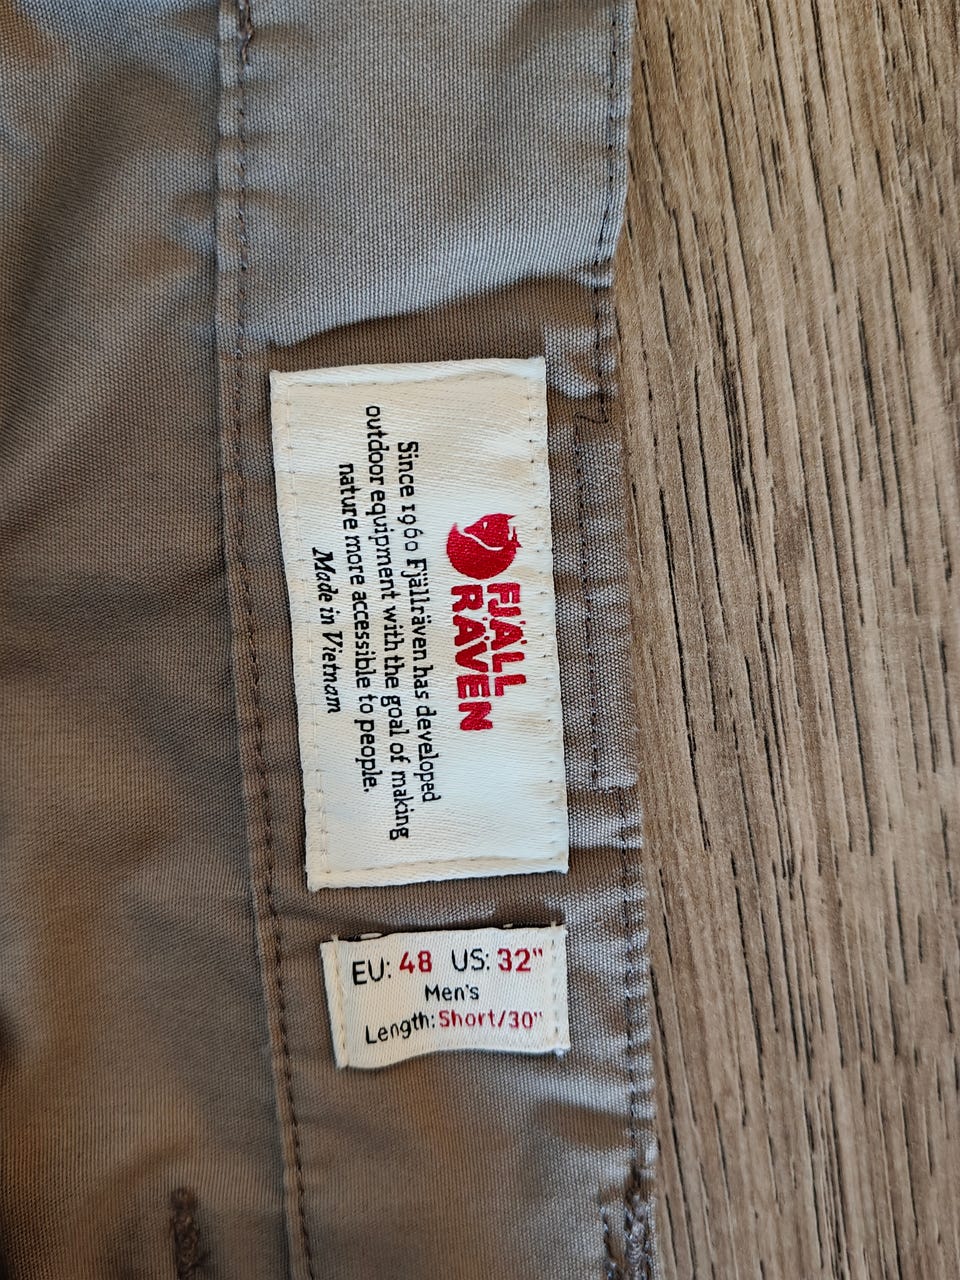 FJÄLL
RÄVEN
Since 1960 Fjällräven has developed
outdoor equipment with the goal of making
nature more accessible to people.
Made in Vietnam
EU: 48 US: 32"
Men's
Length: Short/30"